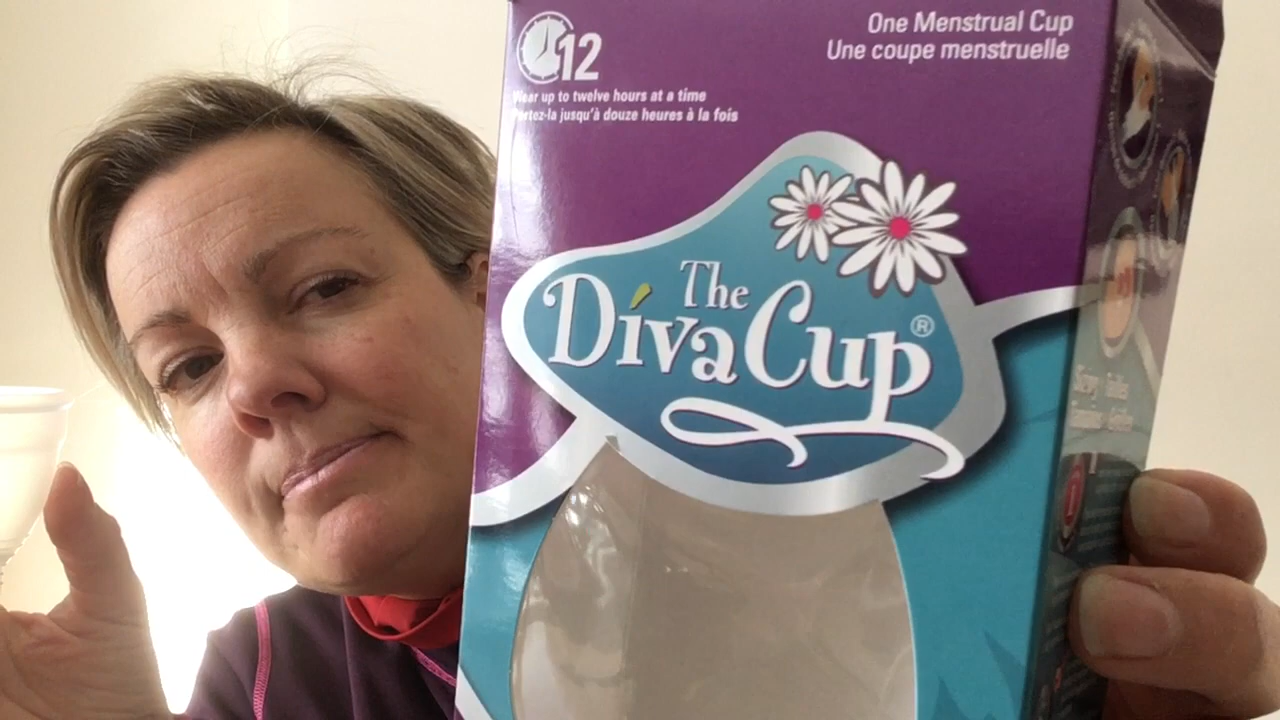 One Menstrual Cup
Une coupe menstruelle
12
Wear up to twelve hours at a time
Portez-la jusqu'à douze heures à la fois
The
DivaCup®